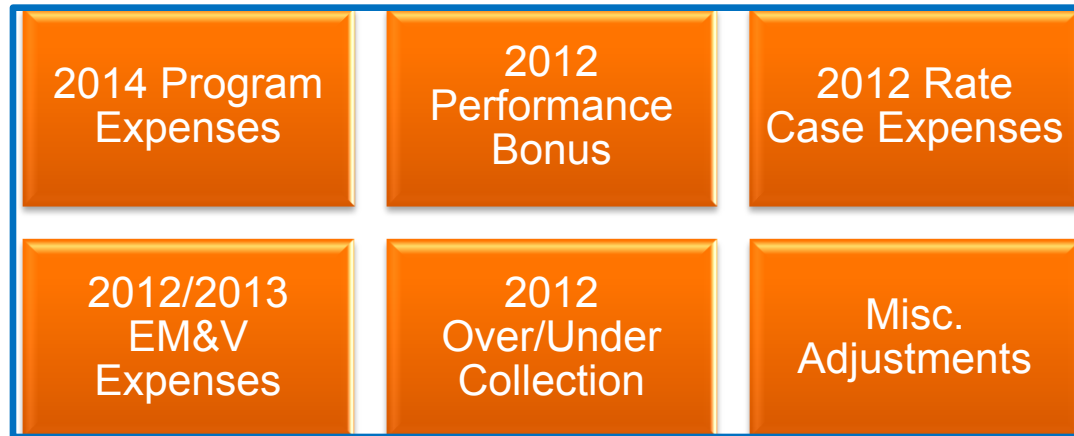 2014 Program
Expenses
2012
Performance
Bonus
2012 Rate
Case Expenses
2012/2013
EM&V
Expenses
2012
Over/Under
Collection
Misc.
Adjustments